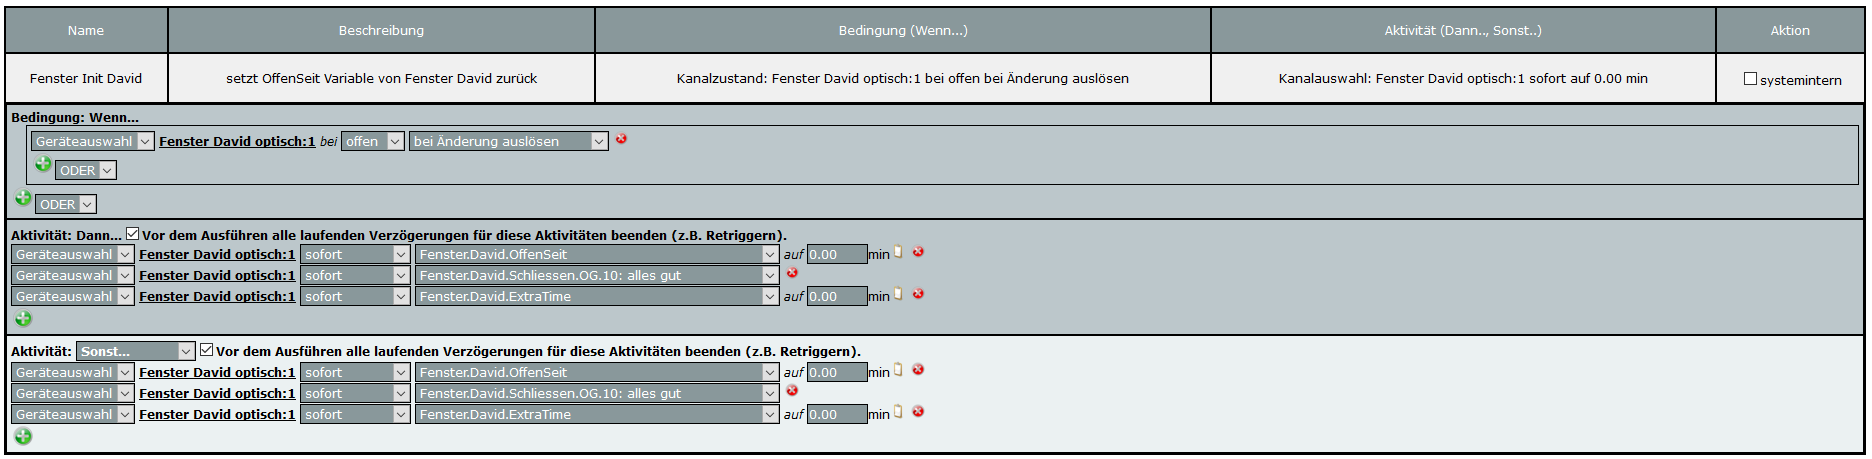 Name Beschreibung Bedingung (Wenn...) Aktivität (Dann.., Sonst..) Aktion
Fenster Init David setzt OffenSeit Variable von Fenster David zurück Kanalzustand: Fenster David optisch:1 bei offen bei Änderung auslösen Kanalauswahl: Fenster David optisch:1 sofort auf 0.00 min systemintern
Bedingung: Wenn...
Geräteauswahl Fenster David optisch:1 bei offen bei Änderung auslösen
ODER
ODER
Aktivität: Dann... Vor dem Ausführen alle laufenden Verzögerungen für diese Aktivitäten beenden (z.B. Retriggern).
Geräteauswahl Fenster David optisch:1 sofort Fenster.David.OffenSeit auf 0.00 min
Geräteauswahl Fenster David optisch:1 sofort Fenster.David.Schliessen.OG.10: alles gut
Geräteauswahl Fenster David optisch:1 sofort Fenster.David.ExtraTime auf 0.00 min
Aktivität: Sonst... Vor dem Ausführen alle laufenden Verzögerungen für diese Aktivitäten beenden (z.B. Retriggern).
Geräteauswahl Fenster David optisch:1 sofort Fenster.David.OffenSeit auf 0.00 min
Geräteauswahl Fenster David optisch:1 sofort Fenster.David.Schliessen.OG.10: alles gut
Geräteauswahl Fenster David optisch:1 sofort Fenster.David.ExtraTime auf 0.00 min